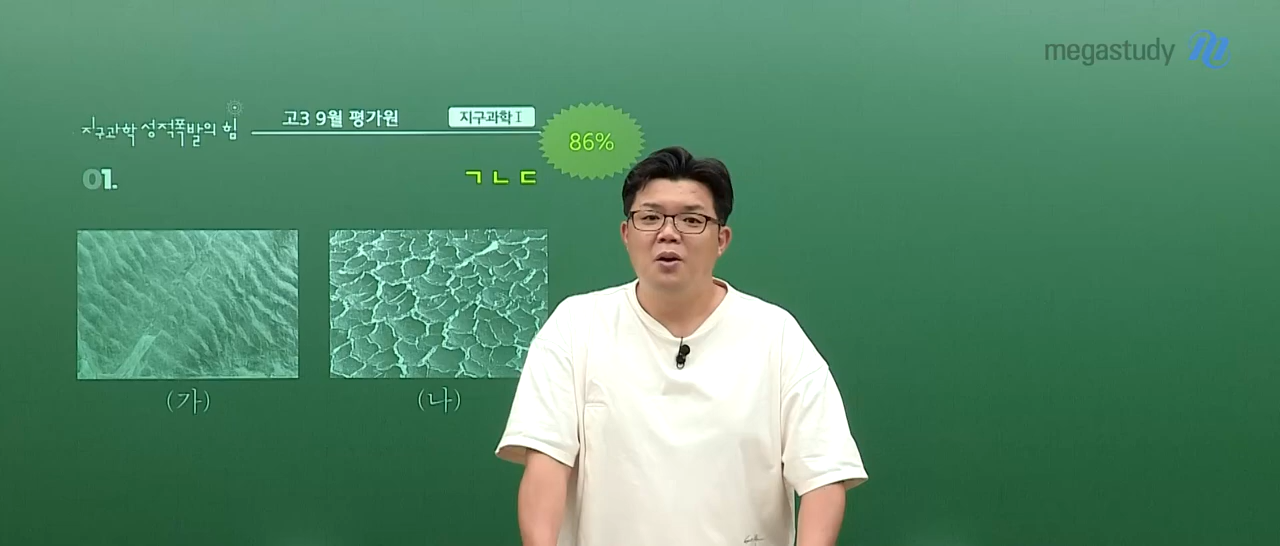 megastudy
지구과학 성적폭발의 힘
고3 9월 평가원
지구과학 I
86%
01.
ㄱ ㄴ ㄷ
(가)
(나)